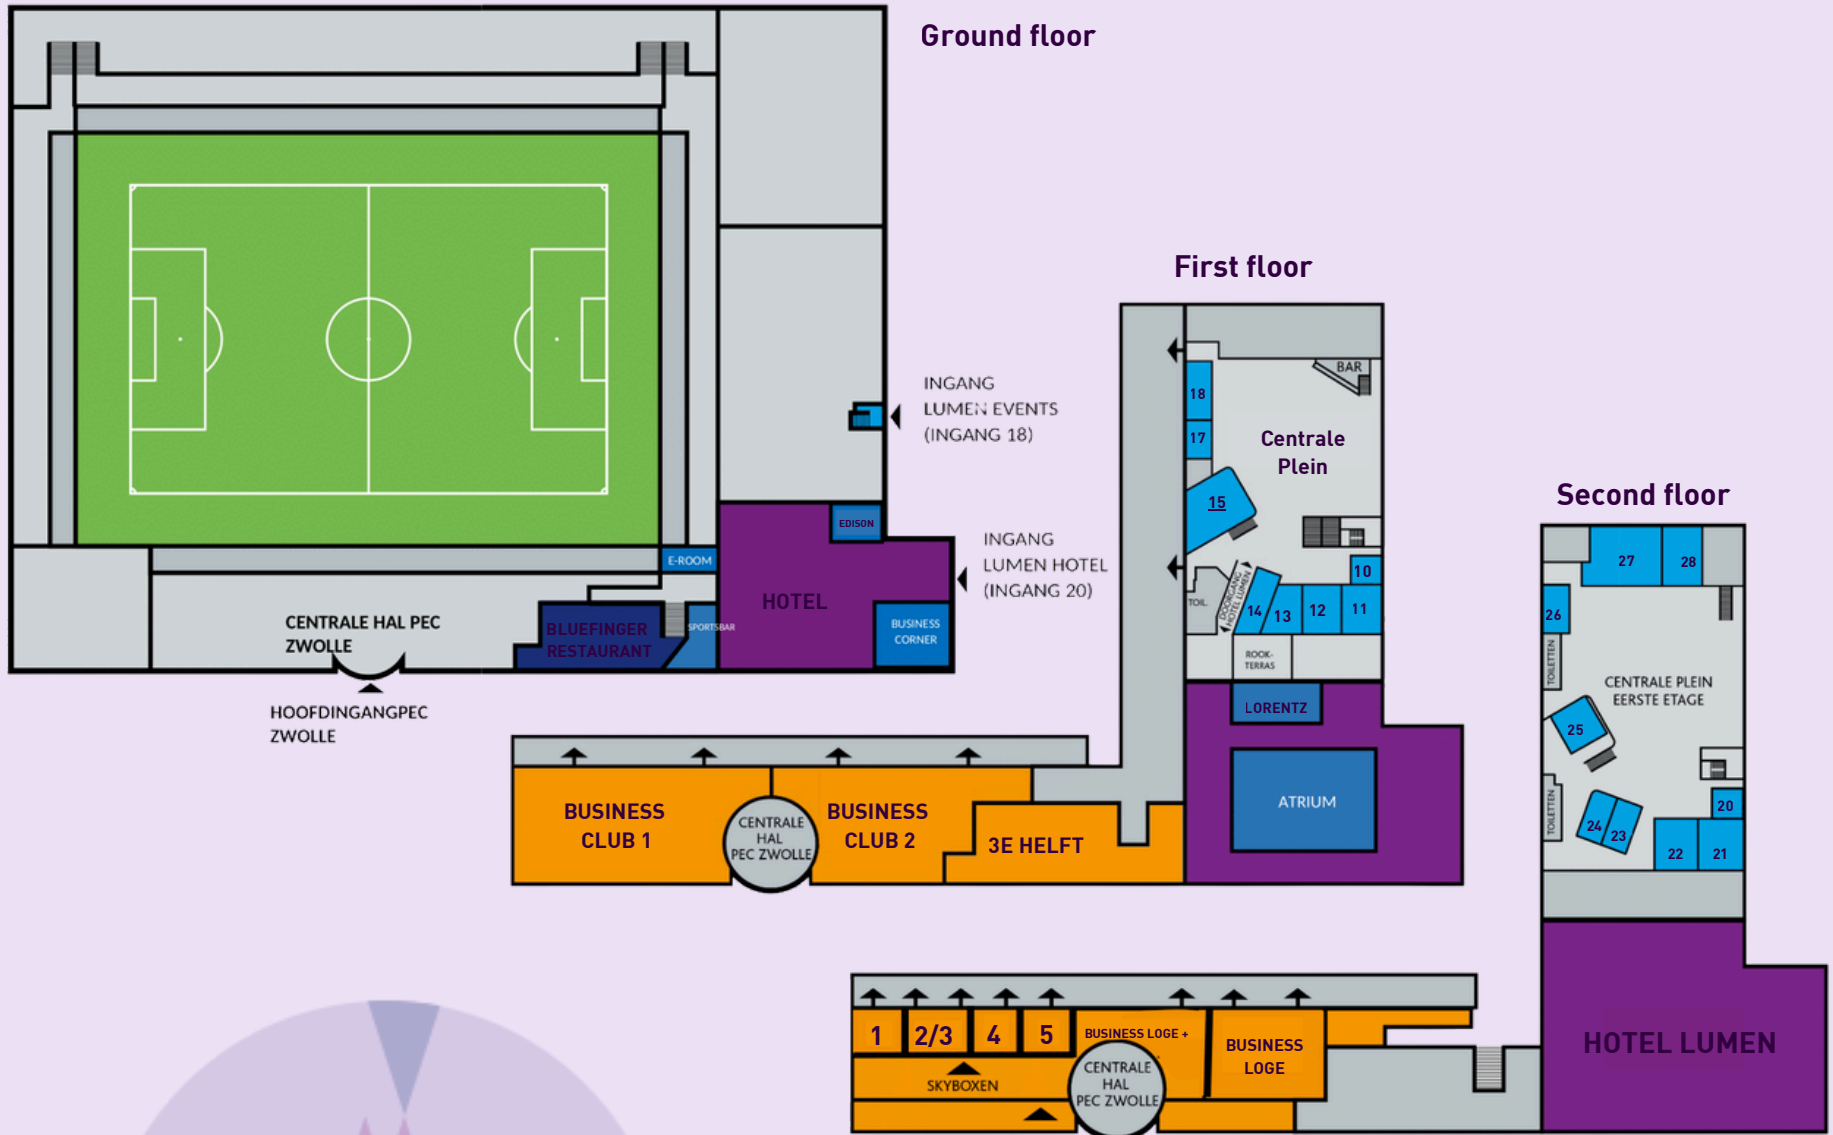 Ground floor
EDISON
E-ROOM
HOTEL
BUSINESS
CORNER
SPORTSBAR
BLUEFINGER
RESTAURANT
CENTRALE HAL PEC
ZWOLLE
HOOFDINGANGPEC
ZWOLLE
INGANG
LUMEN EVENTS
(INGANG 18)
INGANG
LUMEN HOTEL
(INGANG 20)
First floor
BAR
18
17
Centrale
Plein
15
10
TOIL.
DOORGANG
HOTEL LUMEN
14
13
12
11
ROOK-
TERRAS
LORENTZ
ATRIUM
BUSINESS
CLUB 1
CENTRALE
HAL
PEC ZWOLLE
BUSINESS
CLUB 2
3E HELFT
Second floor
27
28
26
TOILETTEN
CENTRALE PLEIN
EERSTE ETAGE
25
TOILETTEN
20
24
23
22
21
HOTEL LUMEN
1
2/3
4
5
BUSINESS LOGE +
BUSINESS
LOGE
SKYBOXEN
CENTRALE
HAL
PEC ZWOLLE